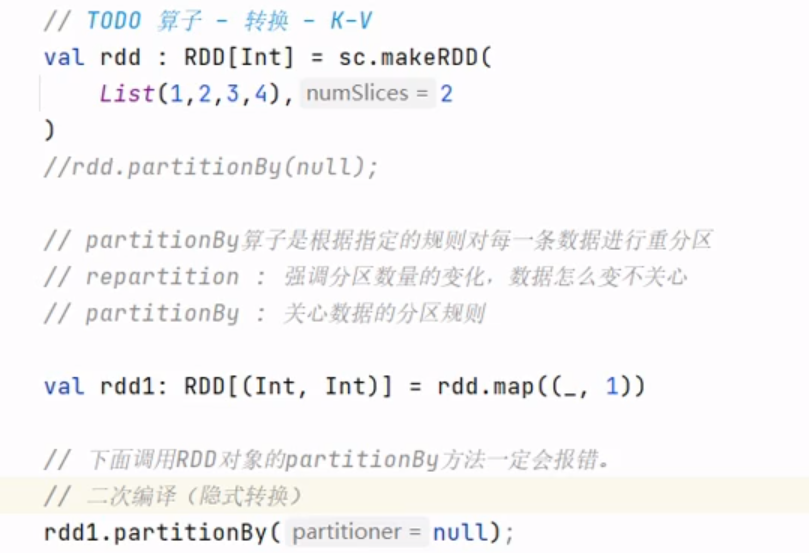 // TODO 算子 - 转换 - K-V
val rdd : RDD[Int] = sc.makeRDD(
List(1,2,3,4), numSlices = 2
)
//rdd.partitionBy(null);
// partitionBy算子是根据指定的规则对每一条数据进行重分区
// repartition : 强调分区数量的变化，数据怎么变不关心
// partitionBy : 关心数据的分区规则
val rdd1: RDD[(Int, Int)] = rdd.map((_, 1))
// 下面调用RDD对象的partitionBy方法一定会报错。
// 二次编译（隐式转换）
rdd1.partitionBy( partitioner = null);